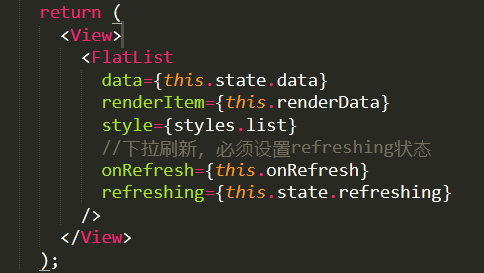 return (
<View>
<FlatList
data={this.state.data}
renderItem={this.renderData}
style={styles.list}
//下拉刷新，必须设置refreshing状态
onRefresh={this.onRefresh}
refreshing={this.state.refreshing}
/>
</View>
);